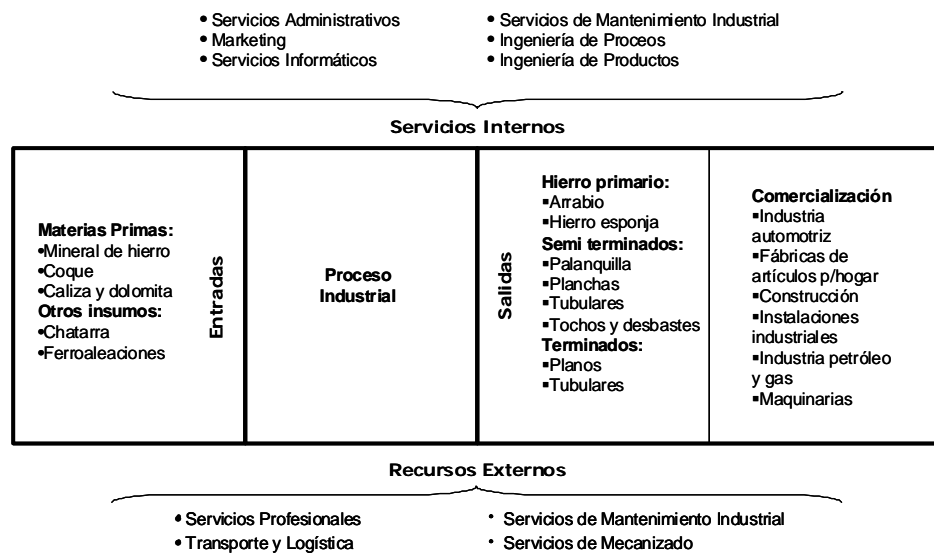 • Servicios Administrativos
• Marketing
• Servicios Informáticos
• Servicios de Mantenimiento Industrial
• Ingeniería de Proceos
• Ingeniería de Productos
Servicios Internos
Materias Primas:
•Mineral de hierro
•Coque
•Caliza y dolomita
Otros insumos:
•Chatarra
•Ferroaleaciones
Entradas
Proceso
Industrial
Salidas
Hierro primario:
▪Arrabio
▪Hierro esponja
Semi terminados:
▪Palanquilla
▪Planchas
▪Tubulares
▪Tochos y desbastes
Terminados:
▪Planos
▪Tubulares
Comercialización
▪Industria
automotriz
▪Fábricas de
artículos p/hogar
▪Construcción
▪Instalaciones
industriales
▪Industria petróleo
y gas
▪Maquinarias
Recursos Externos
• Servicios Profesionales
• Transporte y Logística
• Servicios de Mantenimiento Industrial
• Servicios de Mecanizado